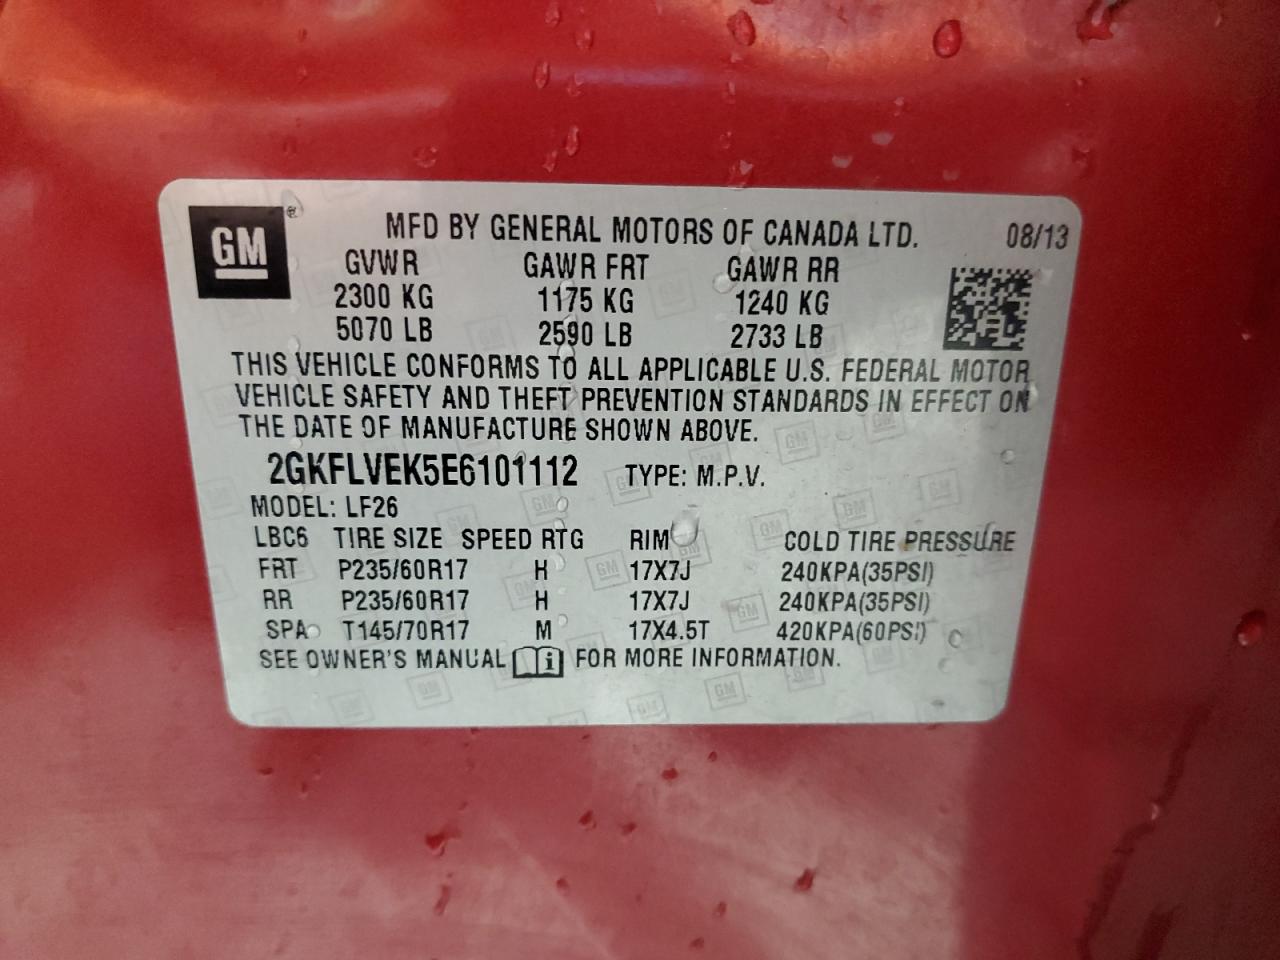 GM ®
MFD BY GENERAL MOTORS OF CANADA LTD. 08/13
GVWR GAWR FRT GAWR RR
2300 KG 1175 KG 1240 KG
5070 LB 2590 LB 2733 LB
THIS VEHICLE CONFORMS TO ALL APPLICABLE U.S. FEDERAL MOTOR
VEHICLE SAFETY AND THEFT PREVENTION STANDARDS IN EFFECT ON
THE DATE OF MANUFACTURE SHOWN ABOVE.
2GKFLVEK5E6101112 TYPE: M.P.V.
MODEL: LF26
LBC6 TIRE SIZE SPEED RTG RIM COLD TIRE PRESSURE
FRT P235/60R17 H 17X7J 240KPA(35PSI)
RR P235/60R17 H 17X7J 240KPA(35PSI)
SPA T145/70R17 M 17X4.5T 420KPA(60PSI)
SEE OWNER'S MANUAL i FOR MORE INFORMATION.